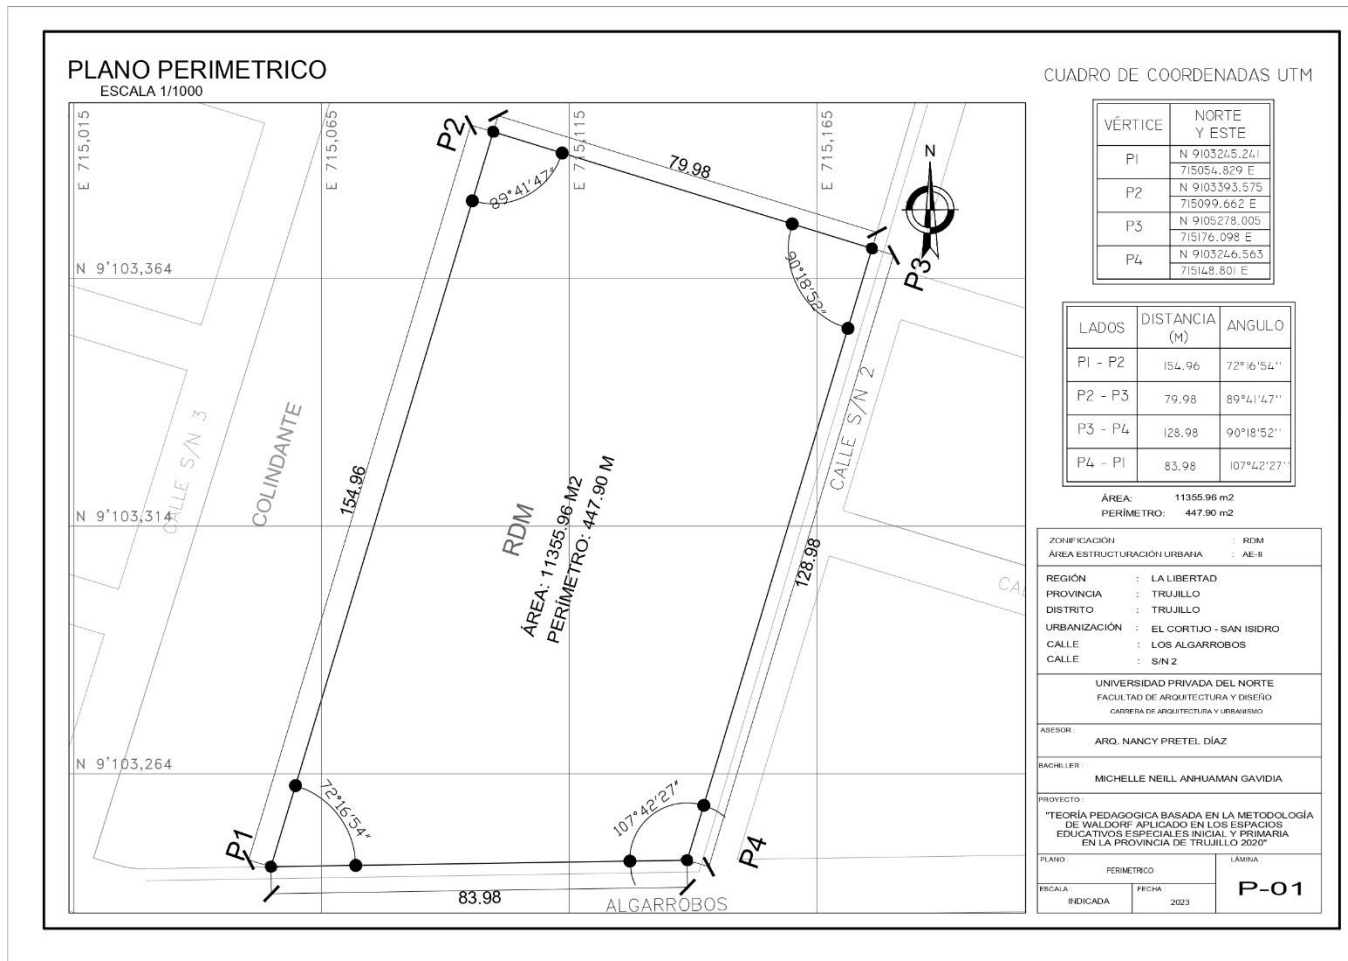 PLANO PERIMETRICO
ESCALA 1/1000
E 715,015
E 715,065
E 715,115
E 715,165
N 9'103,364
N 9'103,314
N 9'103,264
P2
79.98
89°41'47"
90°18'52"
P3
N
CALLE S/N 3
COLINDANTE
154.96
RDM
ÁREA: 11355.96 M2
PERÍMETRO: 447.90 M
CALLE S/N 2
128.98
CA
P1
72°16'54"
107°42'27"
P4
83.98
ALGARROBOS
CUADRO DE COORDENADAS UTM
VÉRTICE NORTE Y ESTE
P1 N 9103245.241
715054.829 E
P2 N 9103393.575
715099.662 E
P3 N 9105278.005
715176.098 E
P4 N 9103246.563
715148.801 E
LADOS DISTANCIA (M) ANGULO
P1 - P2 154.96 72°16'54''
P2 - P3 79.98 89°41'47''
P3 - P4 128.98 90°18'52''
P4 - P1 83.98 107°42'27''
ÁREA: 11355.96 m2
PERÍMETRO: 447.90 m2
ZONIFICACIÓN : RDM
ÁREA ESTRUCTURACIÓN URBANA : AE-II
REGIÓN : LA LIBERTAD
PROVINCIA : TRUJILLO
DISTRITO : TRUJILLO
URBANIZACIÓN : EL CORTIJO - SAN ISIDRO
CALLE : LOS ALGARROBOS
CALLE : S/N 2
UNIVERSIDAD PRIVADA DEL NORTE
FACULTAD DE ARQUITECTURA Y DISEÑO
CARRERA DE ARQUITECTURA Y URBANISMO
ASESOR :
ARQ. NANCY PRETEL DÍAZ
BACHILLER :
MICHELLE NEILL ANHUAMAN GAVIDIA
PROYECTO :
"TEORÍA PEDAGOGICA BASADA EN LA METODOLOGÍA
DE WALDORF APLICADO EN LOS ESPACIOS
EDUCATIVOS ESPECIALES INICIAL Y PRIMARIA
EN LA PROVINCIA DE TRUJILLO 2020"
PLANO
PERIMETRICO
LÁMINA :
P-01
ESCALA :
INDICADA
FECHA :
2023